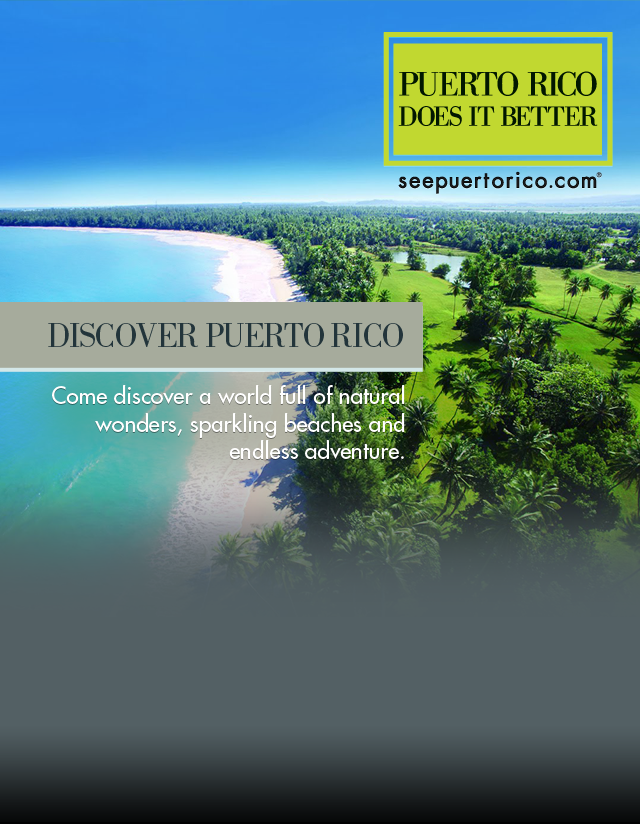 PUERTO RICO
DOES IT BETTER
seepuertorico.com®
DISCOVER PUERTO RICO
Come discover a world full of natural
wonders, sparkling beaches and
endless adventure.